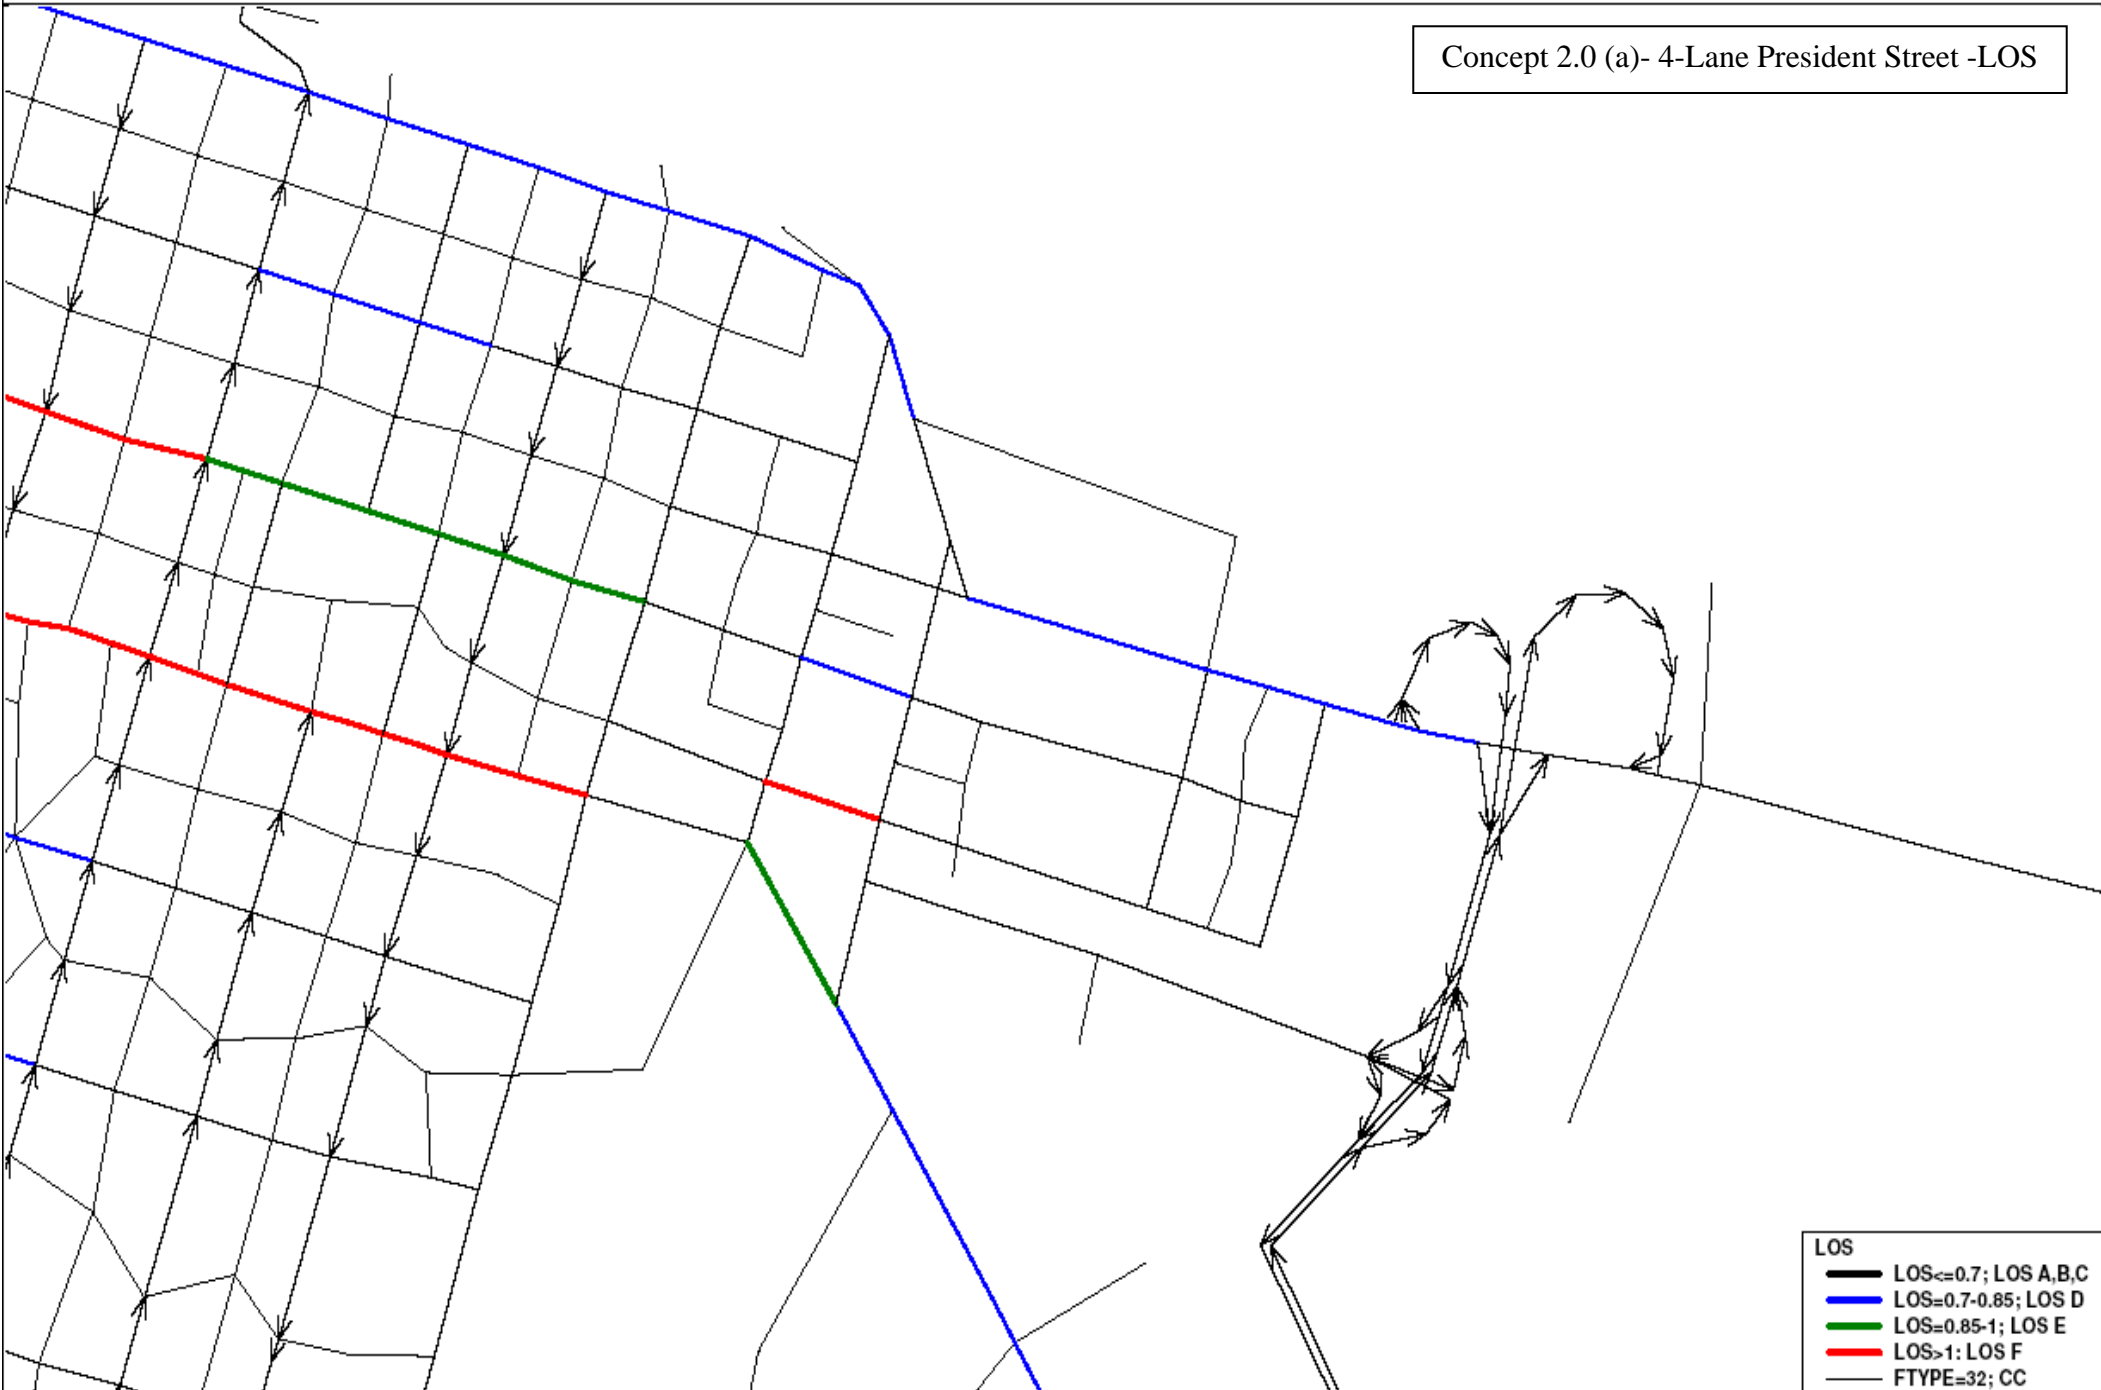 Concept 2.0 (a)- 4-Lane President Street -LOS
LOS
LOS<=0.7; LOS A,B,C
LOS=0.7-0.85; LOS D
LOS=0.85-1; LOS E
LOS>1: LOS F
FTYPE=32; CC